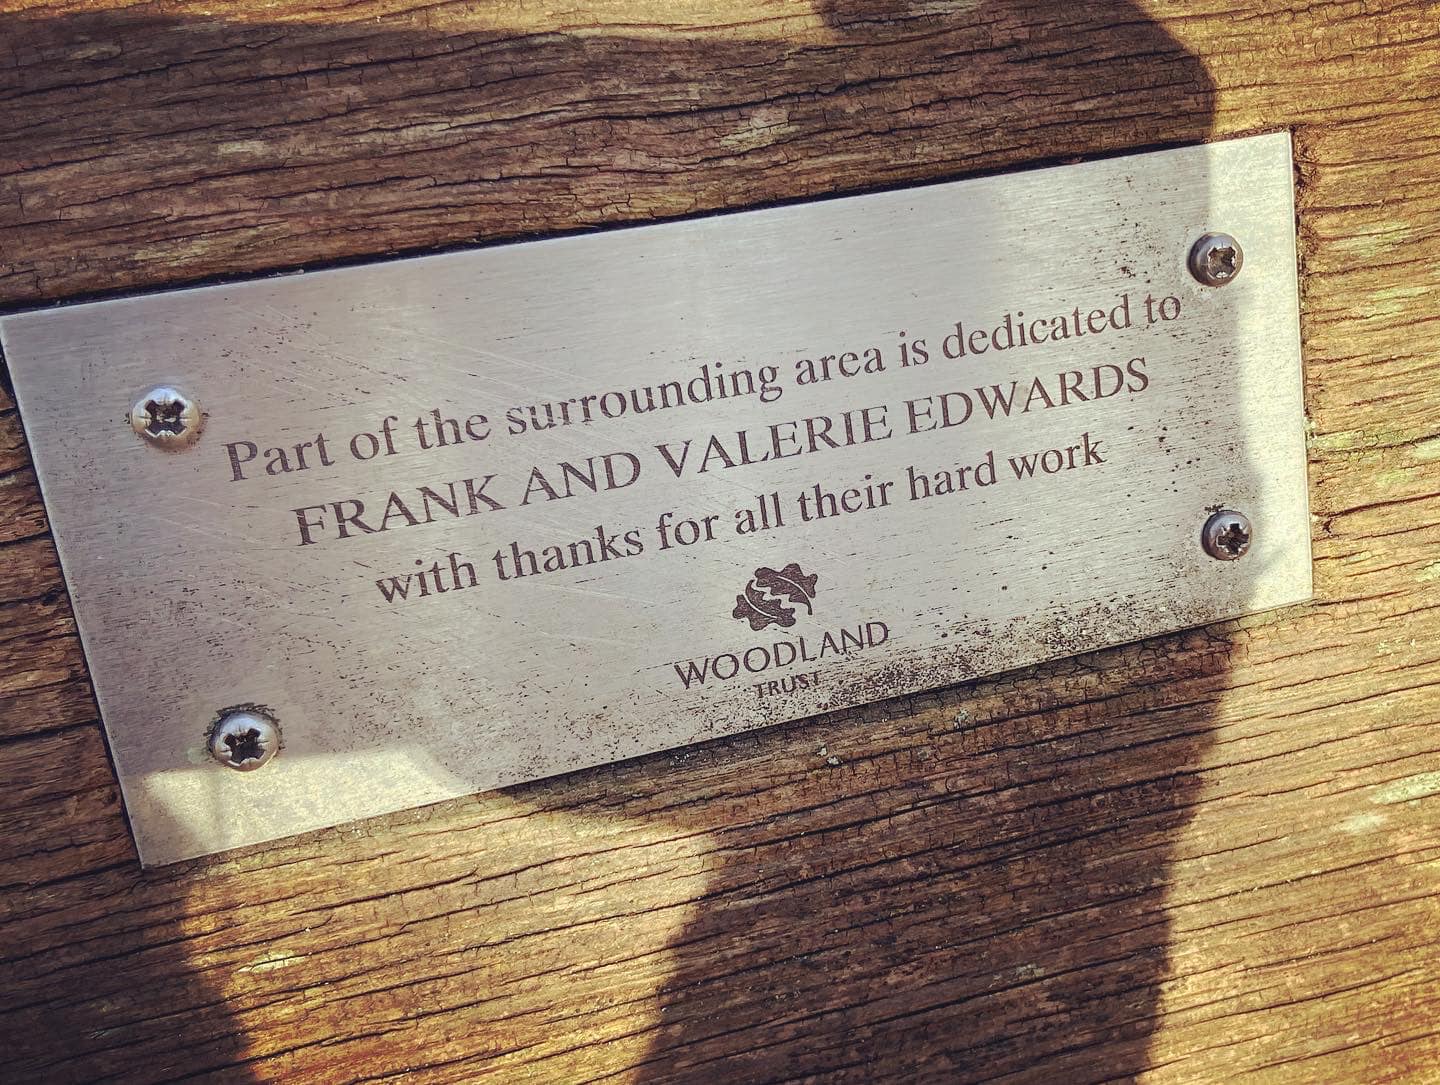 Part of the surrounding area is dedicated to
FRANK AND VALERIE EDWARDS
with thanks for all their hard work
WOODLAND
TRUST